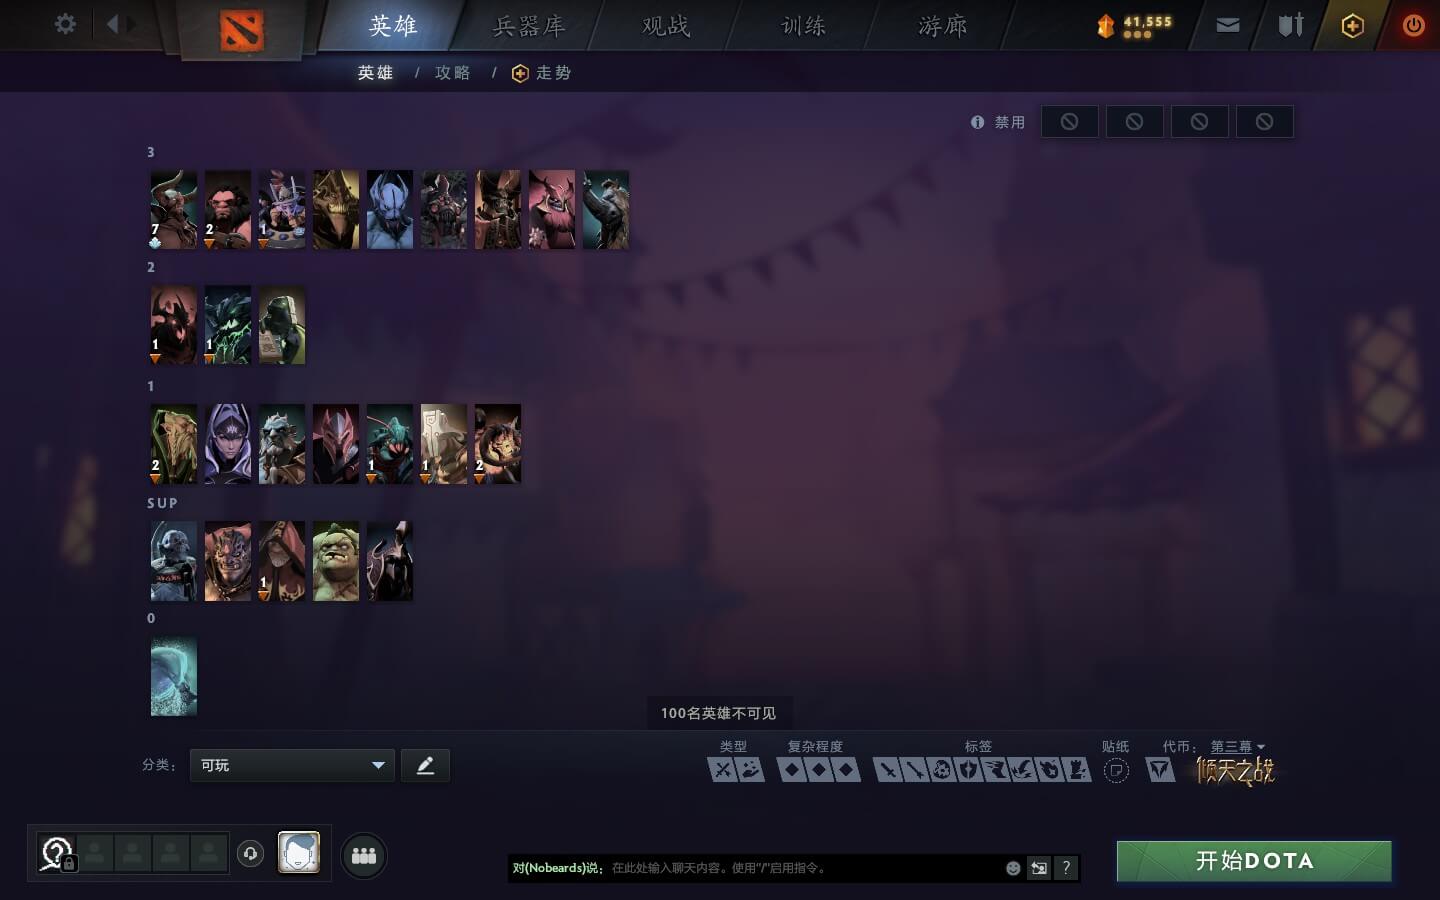 英雄 兵器库 观战 训练 游廊 41,555
英雄 / 攻略 / 走势
禁用
3
7 2 1
2
1 1
1
2 1 1 2
SUP
1
0
100名英雄不可见
类型 复杂程度 标签 贴纸 代币： 第三幕
分类： 可玩
倾天之战
对(Nobeards)说； 在此处输入聊天内容。使用“/”启用指令。 ?
开始DOTA